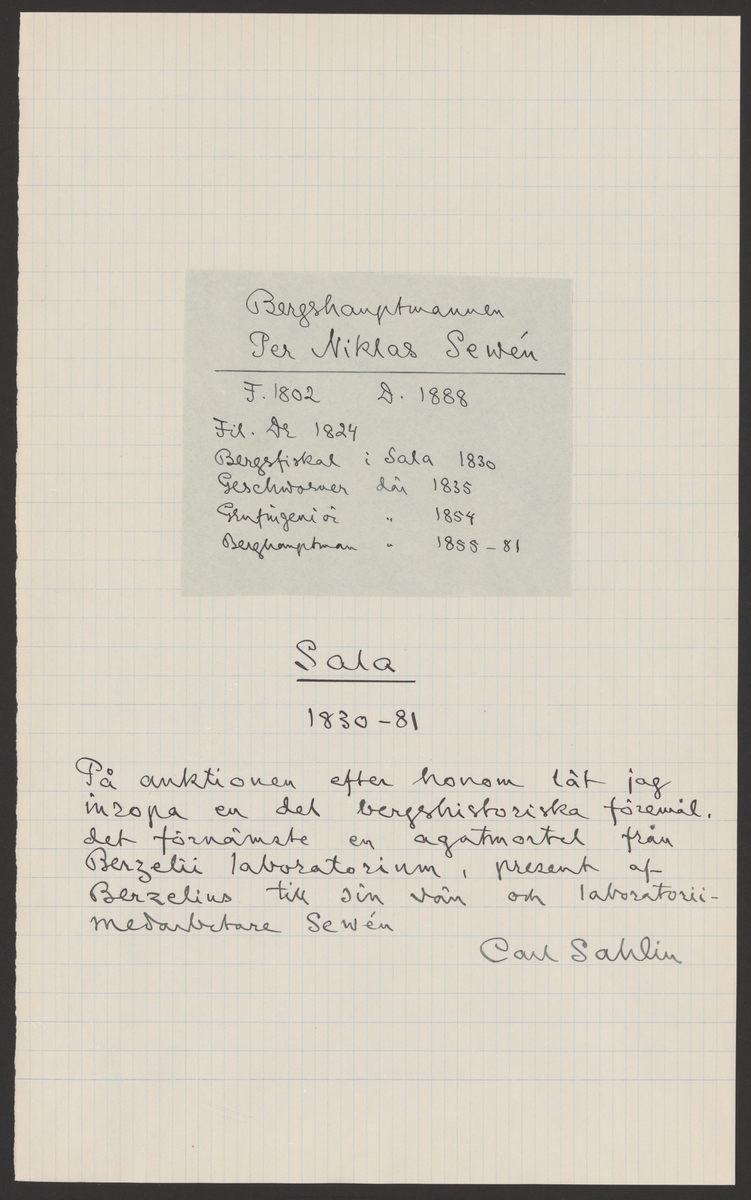 Bergshauptmannen
Per Niklas Sewén
F. 1802 D. 1888
Fil. Dr 1824
Bergsfiskal i Sala 1830
Geschworner där 1835
Grufingeniör " 1854
Berghauptman " 1855-81
Sala
1830-81
På auktionen efter honom lät jag
inropa en del bergshistoriska föremål,
det förnämste en agatmortel från
Berzelii laboratorium, present af
Berzelius till sin vän och laboratorii-
medarbetare Sewén
Carl Sahlin